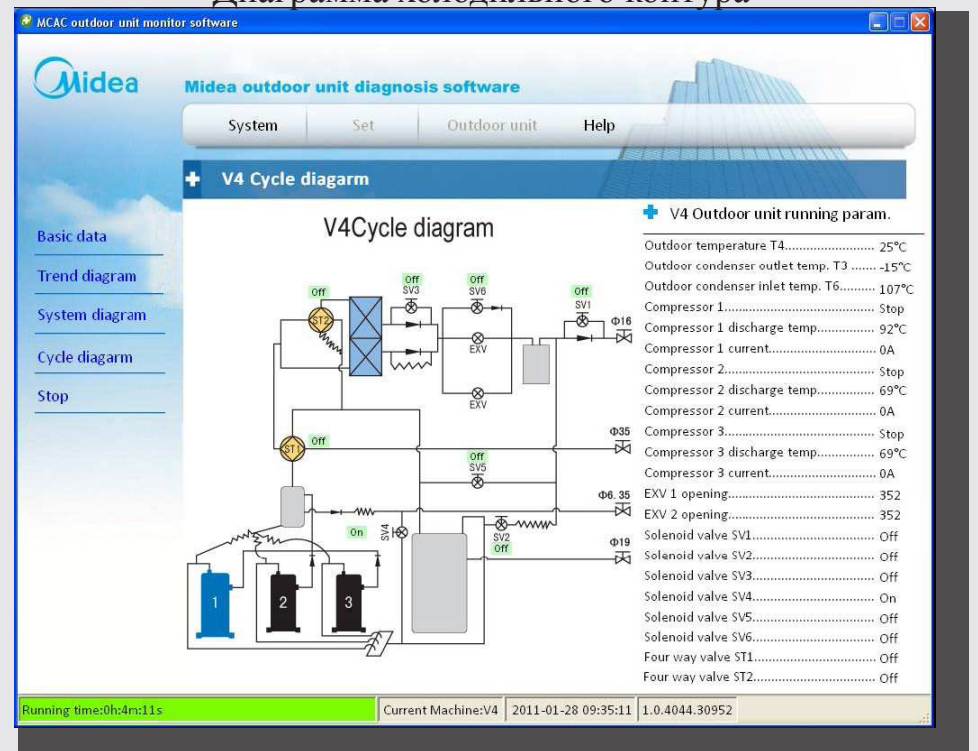 Диаграмма холодильного контура
MCAC outdoor unit monitor software
Midea
Midea outdoor unit diagnosis software
System Set Outdoor unit Help
V4 Cycle diagarm
Basic data
Trend diagram
System diagram
Cycle diagarm
Stop
V4Cycle diagram
Off
SV3
Off
SV6
Off
SV1
Off
ST2
Φ16
EXV
EXV
Φ35
ST1
Off
Off
SV5
Φ6. 35
On
SV4
SV2
Off
Φ19
1 2 3
V4 Outdoor unit running param.
Outdoor temperature T4....................... 25°C
Outdoor condenser outlet temp. T3 ....... -15°C
Outdoor condenser inlet temp. T6.......... 107°C
Compressor 1....................................... Stop
Compressor 1 discharge temp............... 92°C
Compressor 1 current........................... 0A
Compressor 2....................................... Stop
Compressor 2 discharge temp............... 69°C
Compressor 2 current........................... 0A
Compressor 3....................................... Stop
Compressor 3 discharge temp............... 69°C
Compressor 3 current........................... 0A
EXV 1 opening...................................... 352
EXV 2 opening...................................... 352
Solenoid valve SV1................................ Off
Solenoid valve SV2................................ Off
Solenoid valve SV3................................ Off
Solenoid valve SV4................................ On
Solenoid valve SV5................................ Off
Solenoid valve SV6................................ Off
Four way valve ST1................................ Off
Four way valve ST2................................ Off
Running time:0h:4m:11s Current Machine:V4 2011-01-28 09:35:11 1.0.4044.30952